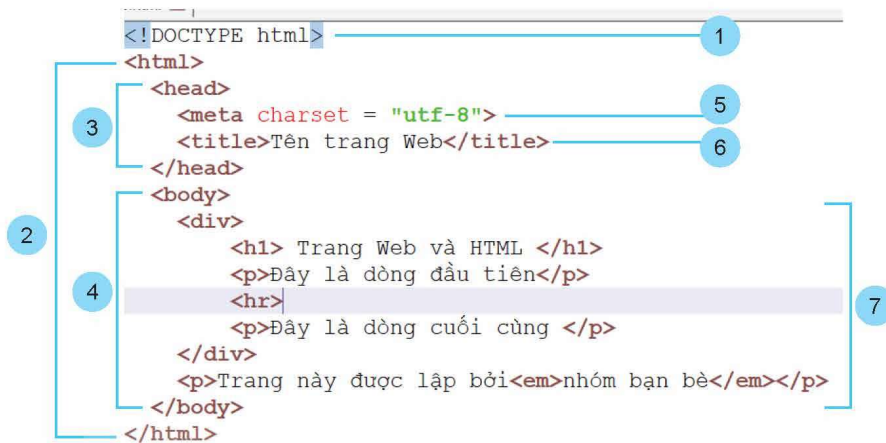 <!DOCTYPE html>
1
<html>
<head>
<meta charset = "utf-8">
5
3
<title>Tên trang Web</title>
6
</head>
<body>
<div>
2
<h1> Trang Web và HTML </h1>
<p>Đây là dòng đầu tiên</p>
4
<hr>
7
<p>Đây là dòng cuối cùng </p>
</div>
<p>Trang này được lập bởi<em>nhóm bạn bè</em></p>
</body>
</html>